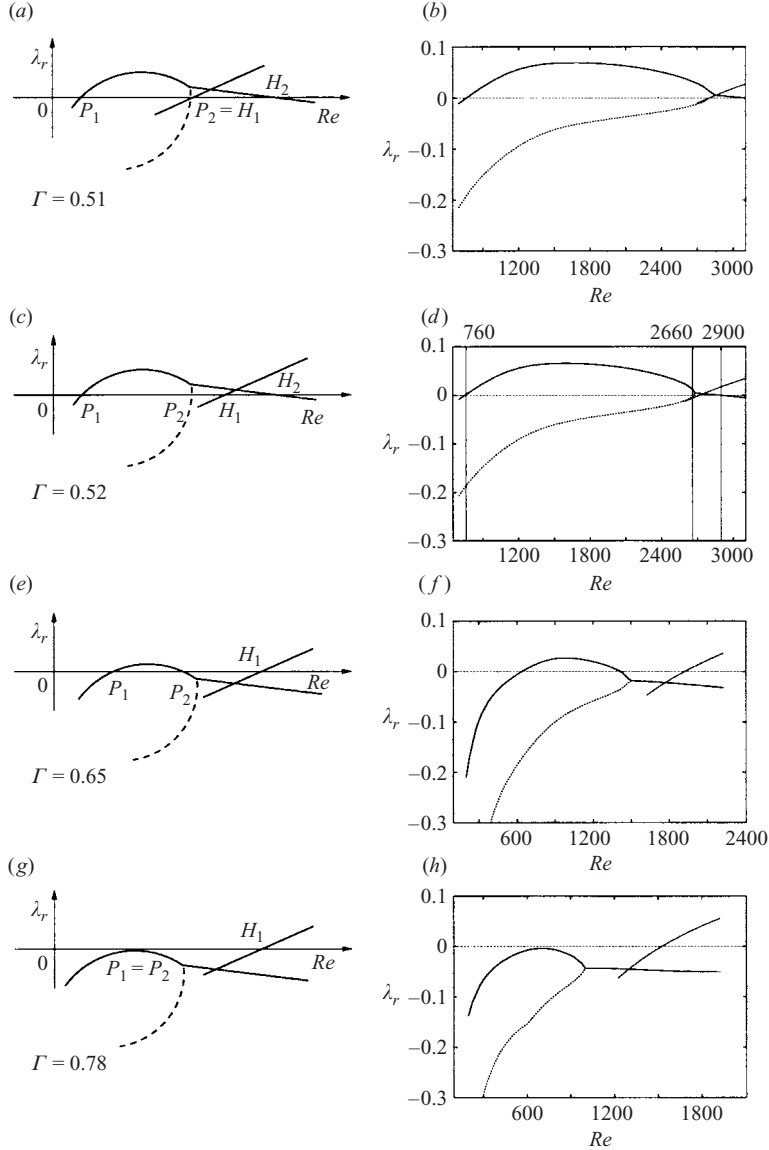 (a)
λr
0
P1
P2 = H1
H2
Re
Γ = 0.51
(b)
0.1
0
−0.1
λr
−0.2
−0.3
1200
1800
2400
3000
Re
(c)
λr
0
P1
P2
H1
H2
Re
Γ = 0.52
(d)
760
2660
2900
0.1
0
−0.1
λr
−0.2
−0.3
1200
1800
2400
3000
Re
(e)
λr
0
P1
P2
H1
Re
Γ = 0.65
(f)
0.1
0
−0.1
λr
−0.2
−0.3
600
1200
1800
2400
Re
(g)
λr
0
P1 = P2
H1
Re
Γ = 0.78
(h)
0.1
0
−0.1
λr
−0.2
−0.3
600
1200
1800
Re